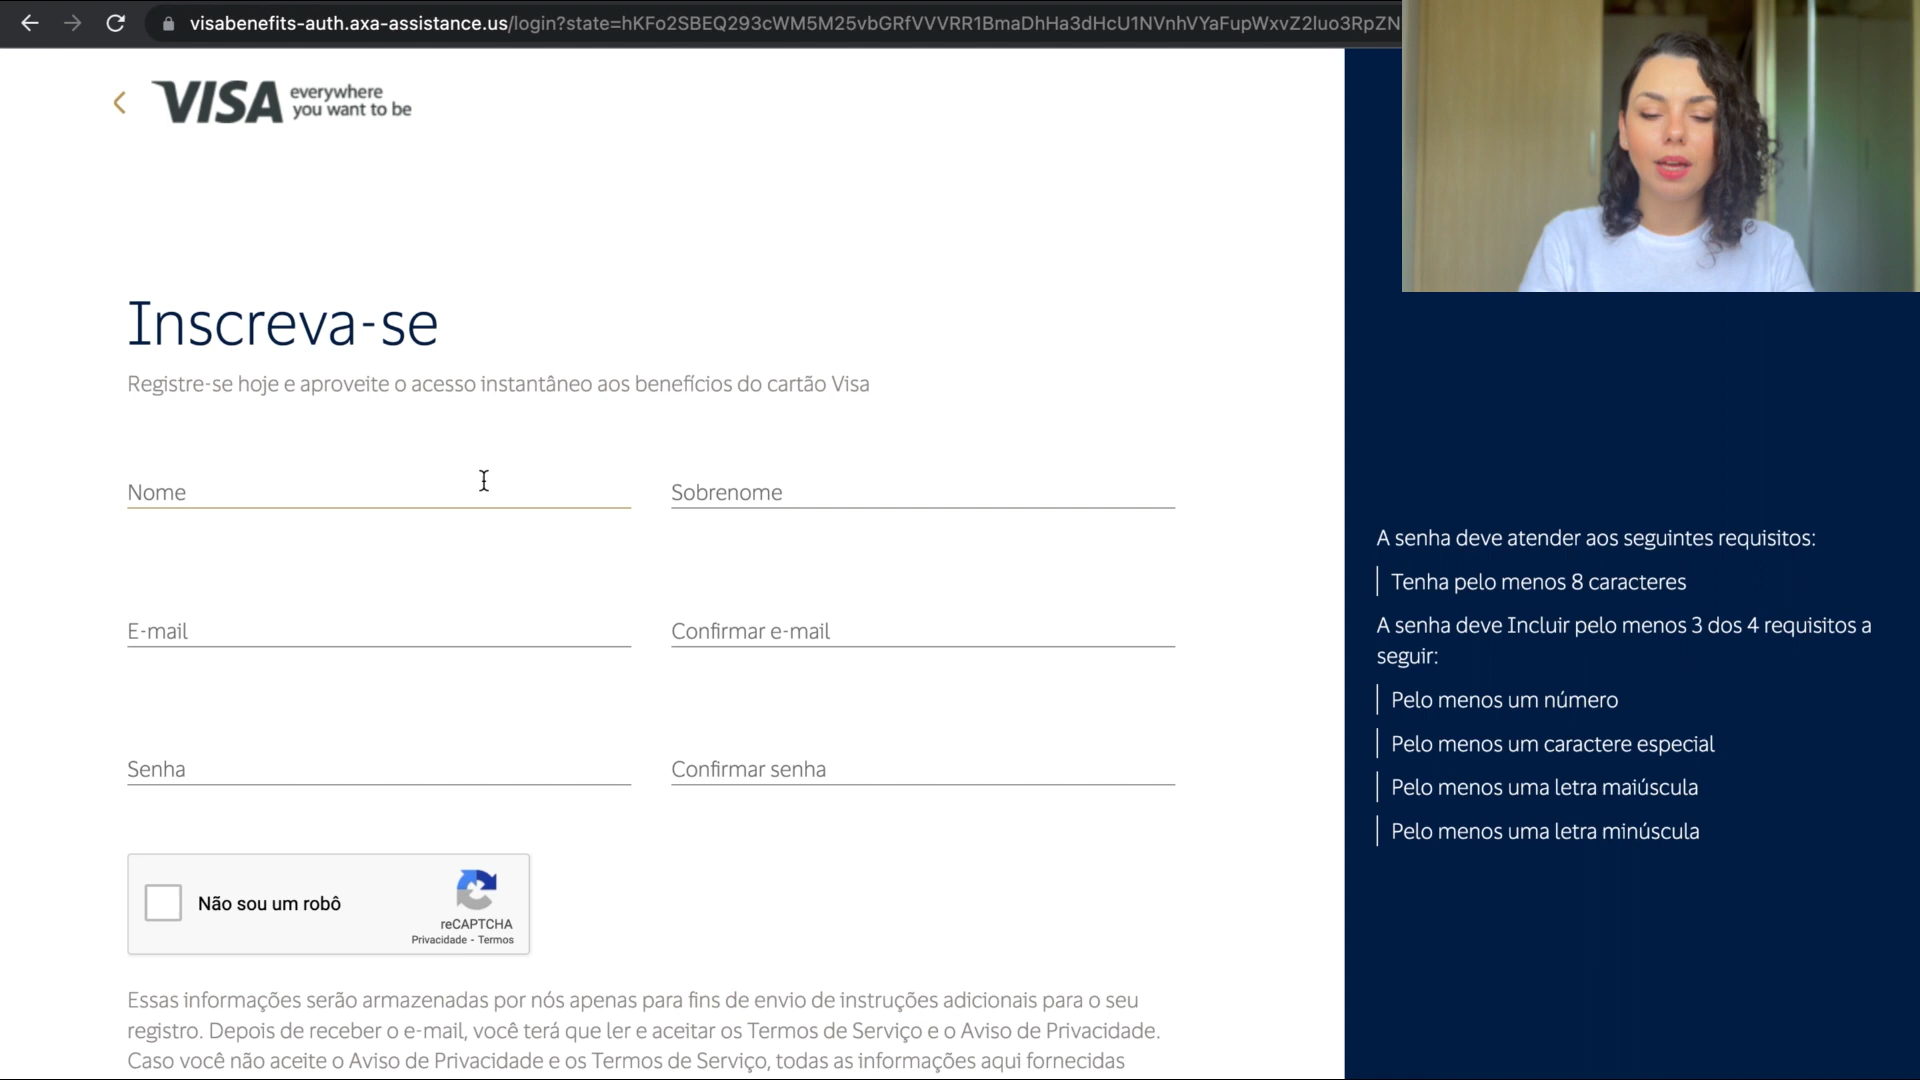 visabenefits-auth.axa-assistance.us/login?state=hKFo2SBEQ293cWM5M25vbGRfVVVRR1BmaDhHa3dHcU1NVnhVYaFupWxvZ2luo3RpZN
VISA everywhere
you want to be
Inscreva-se
Registre-se hoje e aproveite o acesso instantâneo aos benefícios do cartão Visa
Nome
Sobrenome
E-mail
Confirmar e-mail
Senha
Confirmar senha
Não sou um robô
reCAPTCHA
Privacidade - Termos
Essas informações serão armazenadas por nós apenas para fins de envio de instruções adicionais para o seu
registro. Depois de receber o e-mail, você terá que ler e aceitar os Termos de Serviço e o Aviso de Privacidade.
Caso você não aceite o Aviso de Privacidade e os Termos de Serviço, todas as informações aqui fornecidas
A senha deve atender aos seguintes requisitos:
Tenha pelo menos 8 caracteres
A senha deve Incluir pelo menos 3 dos 4 requisitos a
seguir:
Pelo menos um número
Pelo menos um caractere especial
Pelo menos uma letra maiúscula
Pelo menos uma letra minúscula